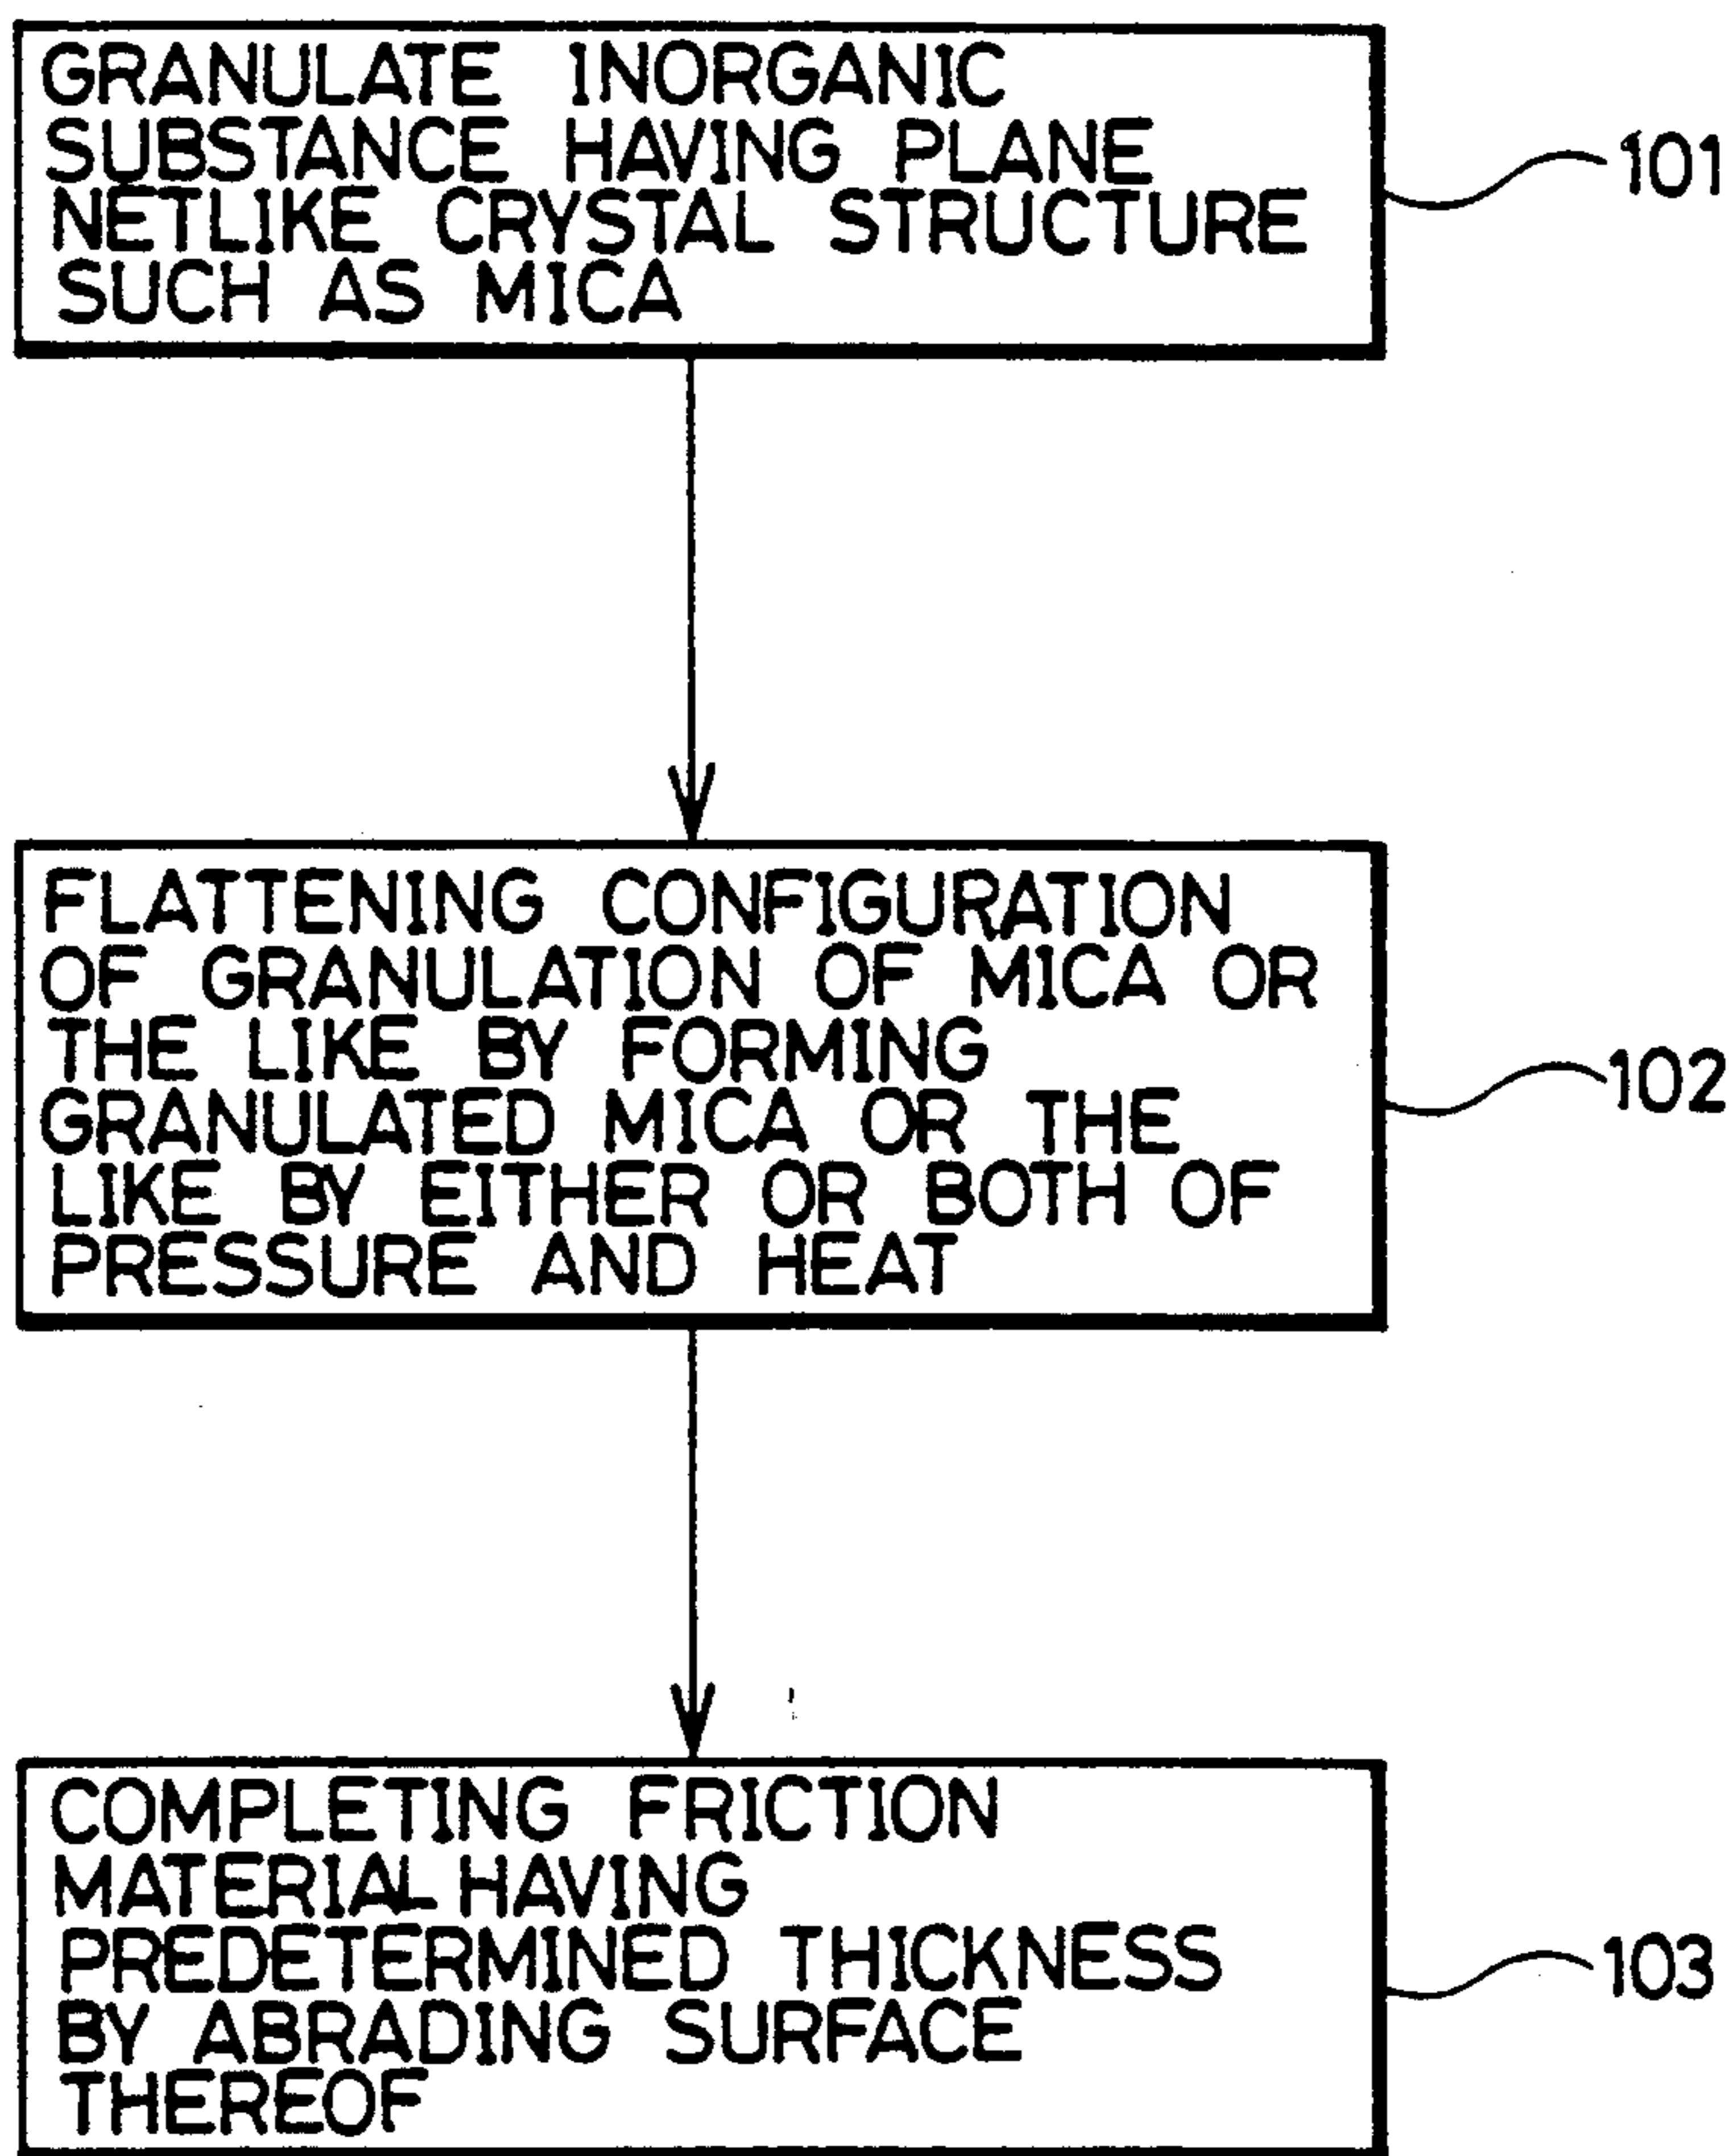 GRANULATE INORGANIC
SUBSTANCE HAVING PLANE
NETLIKE CRYSTAL STRUCTURE
SUCH AS MICA
101
FLATTENING CONFIGURATION
OF GRANULATION OF MICA OR
THE LIKE BY FORMING
GRANULATED MICA OR THE
LIKE BY EITHER OR BOTH OF
PRESSURE AND HEAT
102
COMPLETING FRICTION
MATERIAL HAVING
PREDETERMINED THICKNESS
BY ABRADING SURFACE
THEREOF
103